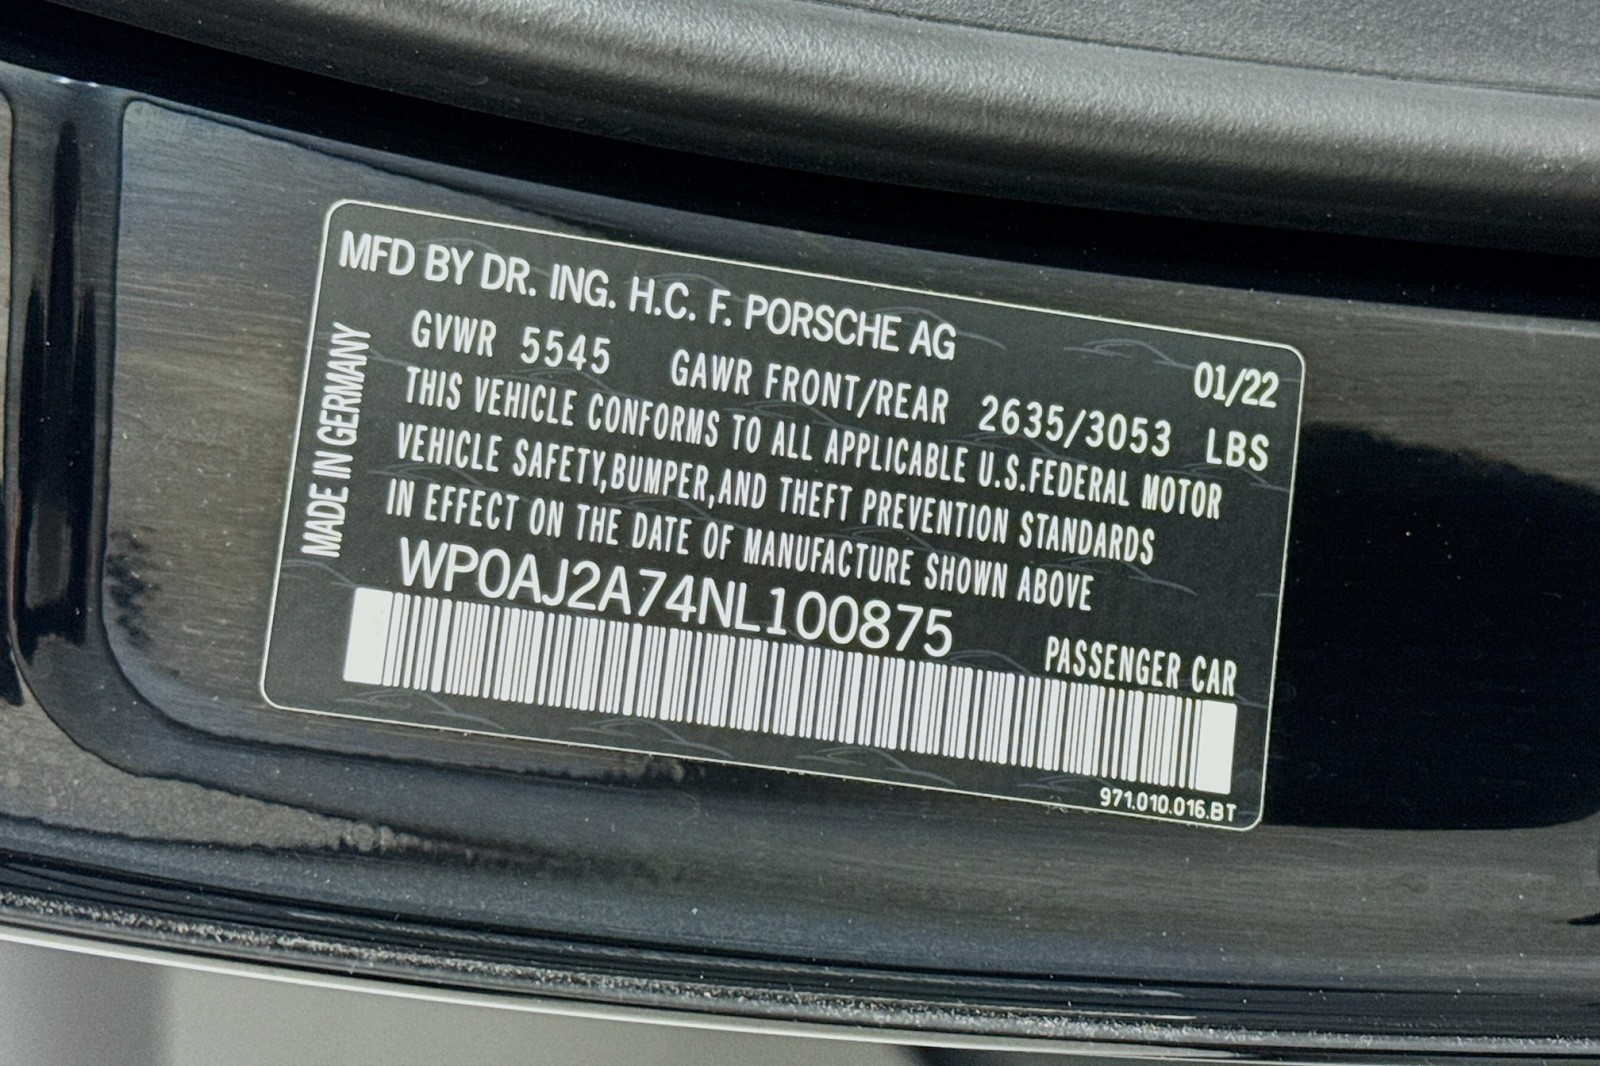 MFD BY DR. ING. H.C. F. PORSCHE AG
01/22
GVWR 5545 GAWR FRONT/REAR 2635/3053 LBS
THIS VEHICLE CONFORMS TO ALL APPLICABLE U.S.FEDERAL MOTOR
VEHICLE SAFETY,BUMPER,AND THEFT PREVENTION STANDARDS
IN EFFECT ON THE DATE OF MANUFACTURE SHOWN ABOVE
WP0AJ2A74NL100875
PASSENGER CAR
971.010.016.BT
MADE IN GERMANY